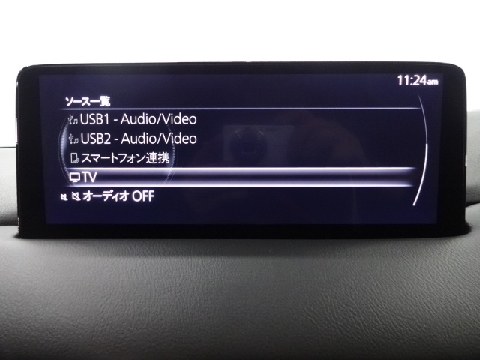 11:24am
ソース一覧
USB1 - Audio/Video
USB2 - Audio/Video
スマートフォン連携
TV
オーディオ OFF